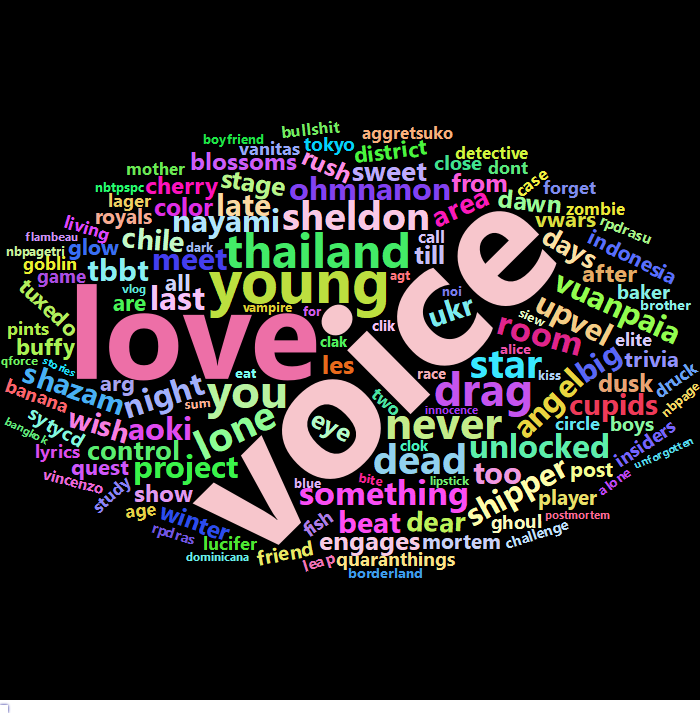 bullshit
boyfriend
vanitas
tokyo
aggretsuko
mother
blossoms
rush
sweet
district
close
detective
dont
nbtpspc
cherry
stage
ohmnanon
from
case
forget
lager
royals
color
late
sheldon
area
dawn
vwars
zombie
rpdrasu
living
flambeau
nbpagetri
glow
chile
nayami
dark
thailand
call
till
voice
days
indonesia
goblin
game
tbbt
meet
all
young
agt
noi
after
baker
brother
tuxedo
vlog
are
last
vampire
for
ukr
upvel
yuanpaia
pints
buffy
love
clak
clik
siew
room
elite
trivia
qforce
stories
shazam
arg
les
race
alice
star
kiss
big
dusk
druck
banana
night
eat
you
sum
two
drag
angel
cupids
nbpage
bangkok
sytycd
wish
aoki
lone
eye
innocence
never
circle
boys
insiders
unforgotten
lyrics
control
clok
unlocked
vincenzo
quest
project
dead
too
post
alone
study
show
blue
bite
lipstick
something
shipper
player
age
winter
fish
beat
dear
ghoul
postmortem
rpdras
lucifer
engages
mortem
challenge
dominicana
friend
leap
quaranthings
borderland